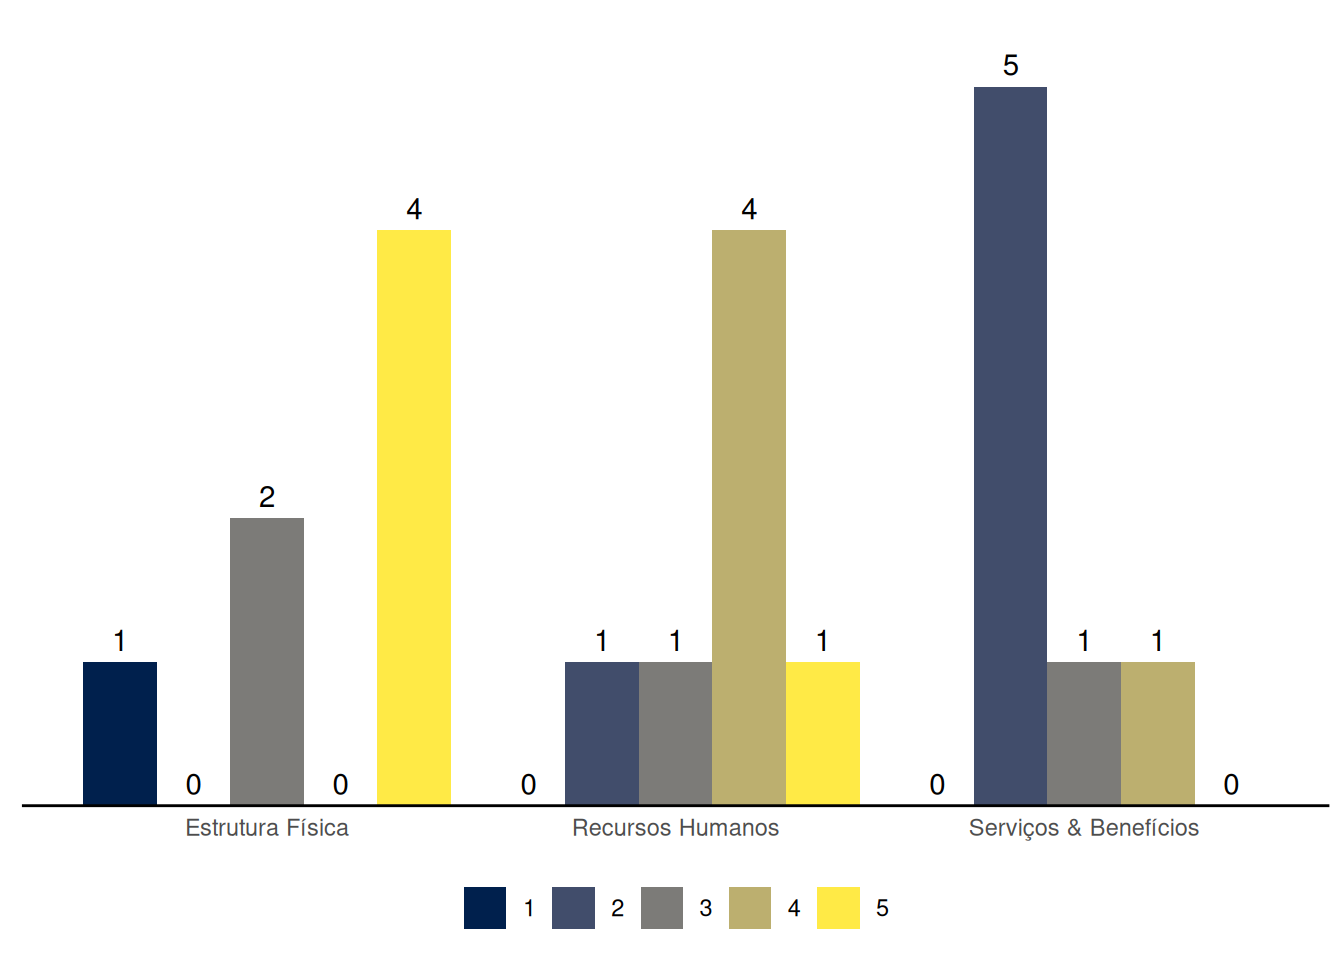 5
4 4
2
1 1 1 1 1 1
0 0 0 0 0
Estrutura Física Recursos Humanos Serviços & Benefícios
1 2 3 4 5